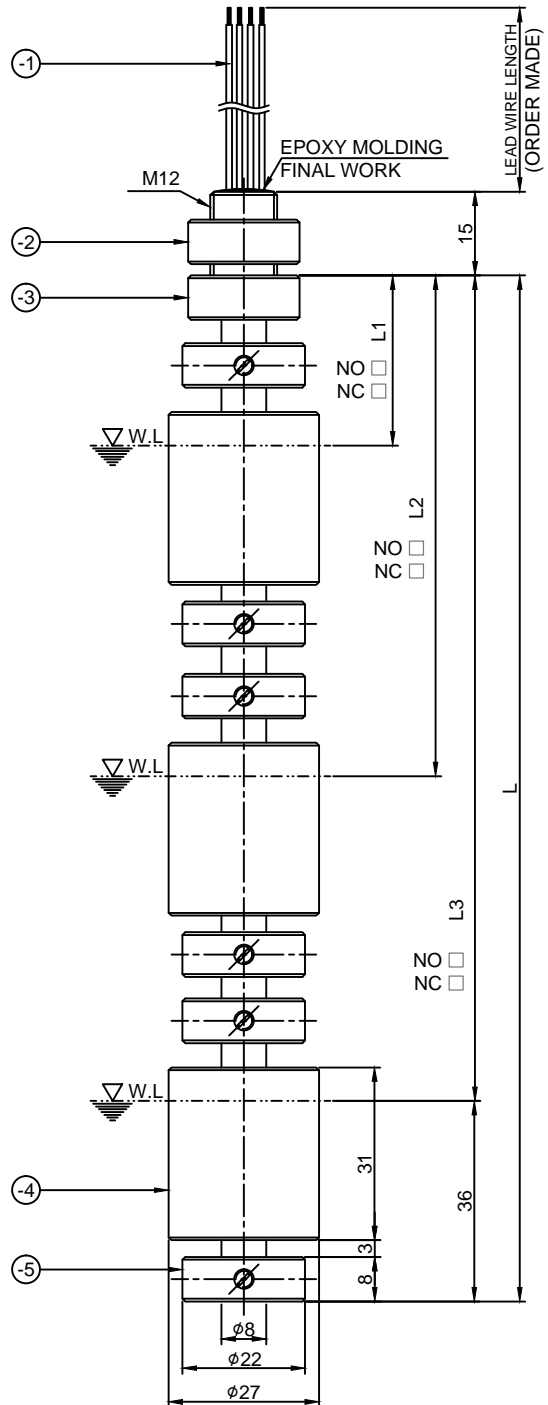 -1
LEAD WIRE LENGTH
(ORDER MADE)
EPOXY MOLDING
FINAL WORK
M12
-2
15
-3
L1
NO □
NC □
W.L
L2
NO □
NC □
W.L
L
L3
NO □
NC □
W.L
31
36
-4
3
-5
8
ϕ8
ϕ22
ϕ27